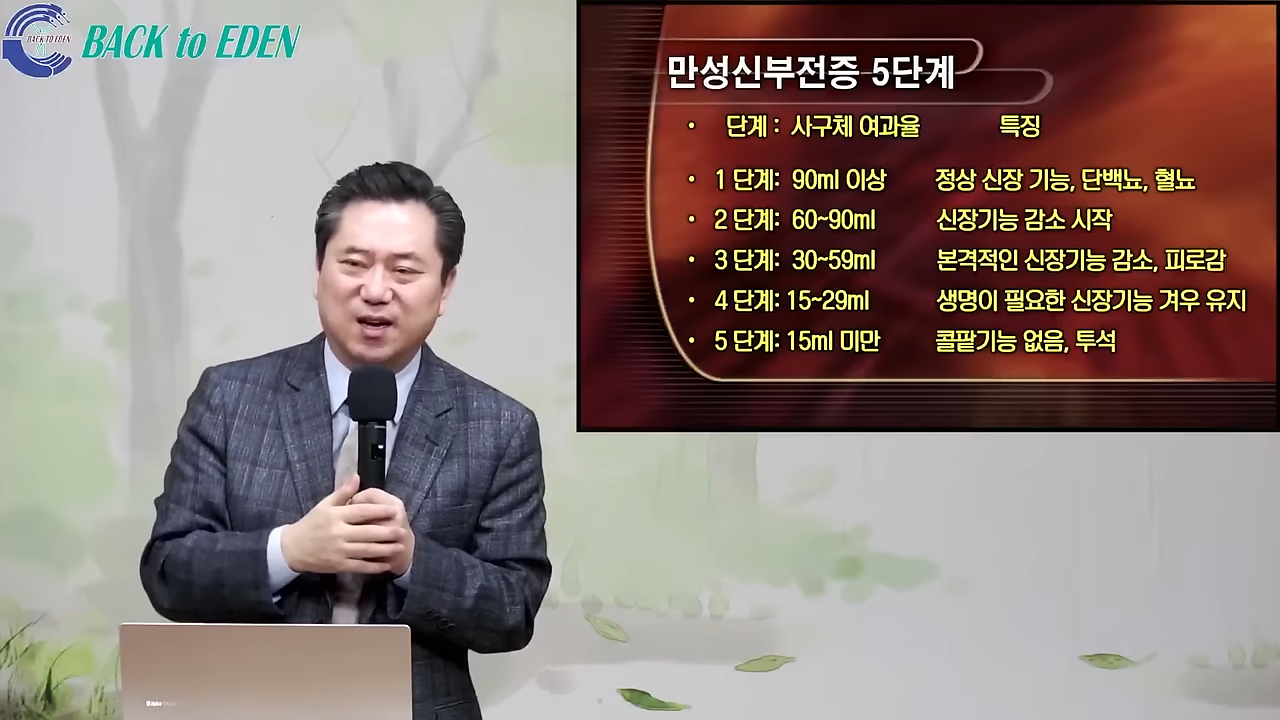 BACK TO EDEN
BACK to EDEN
만성신부전증 5단계
• 단계 : 사구체 여과율 특징
• 1 단계: 90ml 이상 정상 신장 기능, 단백뇨, 혈뇨
• 2 단계: 60~90ml 신장기능 감소 시작
• 3 단계: 30~59ml 본격적인 신장기능 감소, 피로감
• 4 단계: 15~29ml 생명이 필요한 신장기능 겨우 유지
• 5 단계: 15ml 미만 콜팥기능 없음, 투석